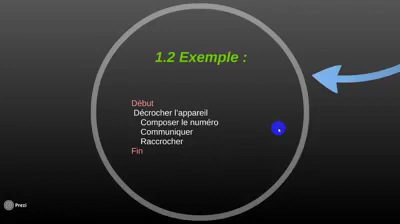 1.2 Exemple :
Début
Décrocher l'appareil
Composer le numéro
Communiquer
Raccrocher
Fin
Prezi